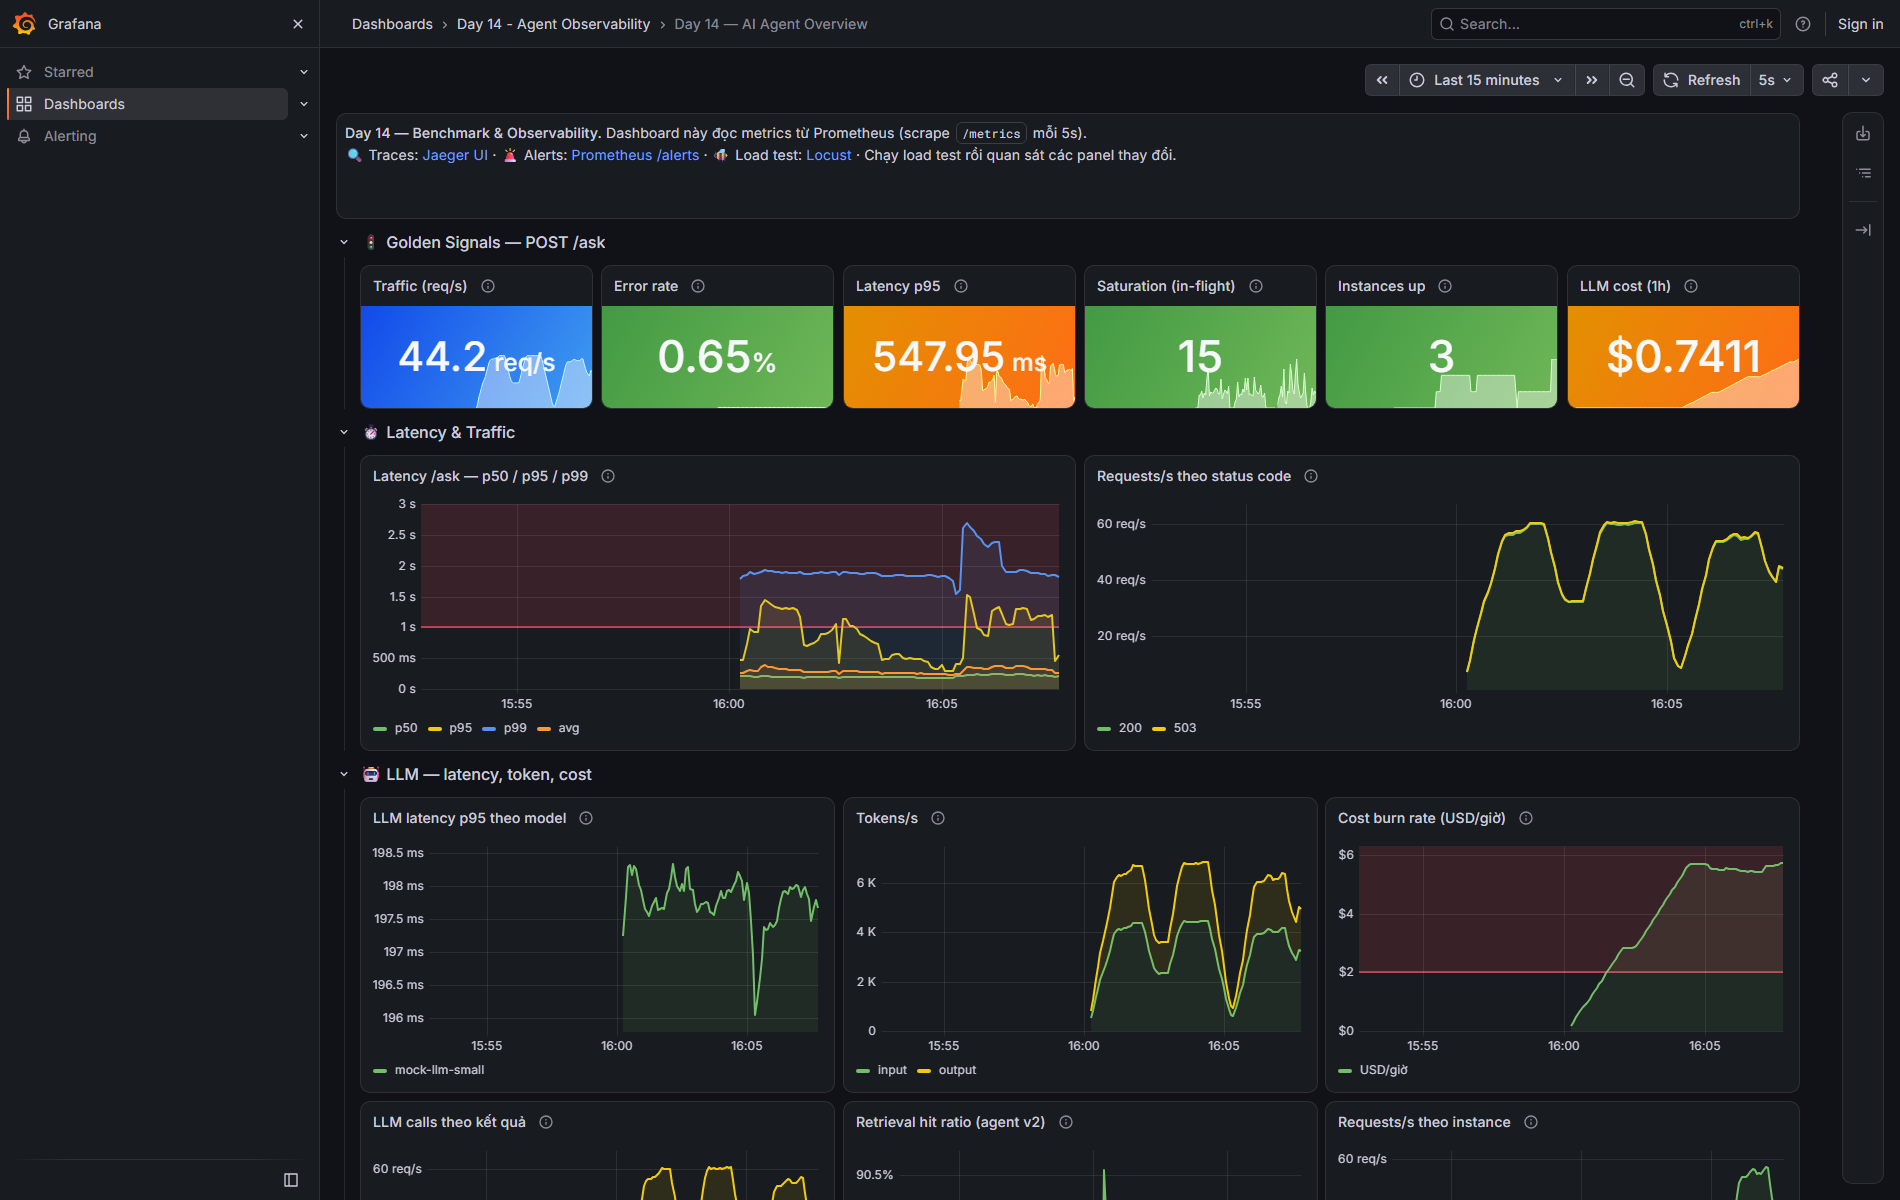 Grafana
Dashboards › Day 14 - Agent Observability › Day 14 — AI Agent Overview
Search...
ctrl+k
Sign in
Starred
Dashboards
Alerting
Last 15 minutes
Refresh
5s
Day 14 — Benchmark & Observability. Dashboard này đọc metrics từ Prometheus (scrape /metrics mỗi 5s).
Traces: Jaeger UI · Alerts: Prometheus /alerts · Load test: Locust · Chạy load test rồi quan sát các panel thay đổi.
Golden Signals — POST /ask
Traffic (req/s)
44.2 req/s
Error rate
0.65%
Latency p95
547.95 ms
Saturation (in-flight)
15
Instances up
3
LLM cost (1h)
$0.7411
Latency & Traffic
Latency /ask — p50 / p95 / p99
3 s
2.5 s
2 s
1.5 s
1 s
500 ms
0 s
15:55 16:00 16:05
p50 p95 p99 avg
Requests/s theo status code
60 req/s
40 req/s
20 req/s
15:55 16:00 16:05
200 503
LLM — latency, token, cost
LLM latency p95 theo model
198.5 ms
198 ms
197.5 ms
197 ms
196.5 ms
196 ms
15:55 16:00 16:05
mock-llm-small
Tokens/s
6 K
4 K
2 K
0
15:55 16:00 16:05
input output
Cost burn rate (USD/giờ)
$6
$4
$2
$0
15:55 16:00 16:05
USD/giờ
LLM calls theo kết quả
60 req/s
Retrieval hit ratio (agent v2)
90.5%
Requests/s theo instance
60 req/s